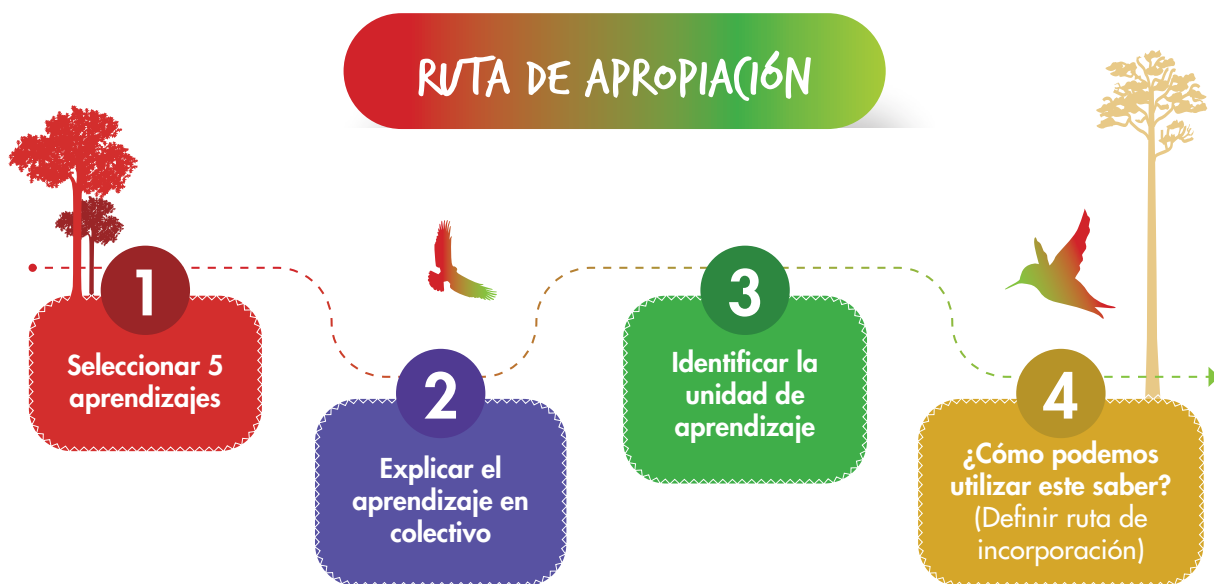 RUTA DE APROPIACIÓN
1
Seleccionar 5
aprendizajes
2
Explicar el
aprendizaje en
colectivo
3
Identificar la
unidad de
aprendizaje
4
¿Cómo podemos
utilizar este saber?
(Definir ruta de
incorporación)